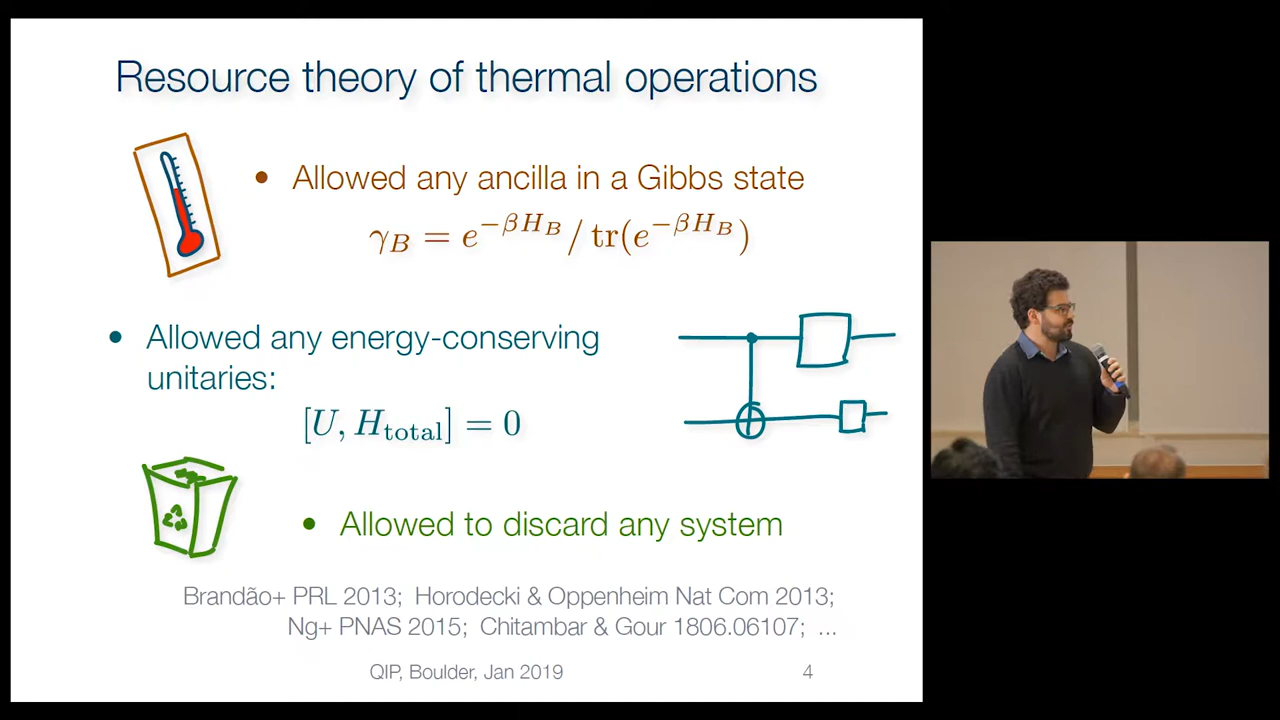 Resource theory of thermal operations
• Allowed any ancilla in a Gibbs state
γ_B = e^{−βH_B} / tr(e^{−βH_B})
• Allowed any energy-conserving
unitaries:
[U, H_total] = 0
• Allowed to discard any system
Brandão+ PRL 2013; Horodecki & Oppenheim Nat Com 2013;
Ng+ PNAS 2015; Chitambar & Gour 1806.06107; ...
QIP, Boulder, Jan 2019
4